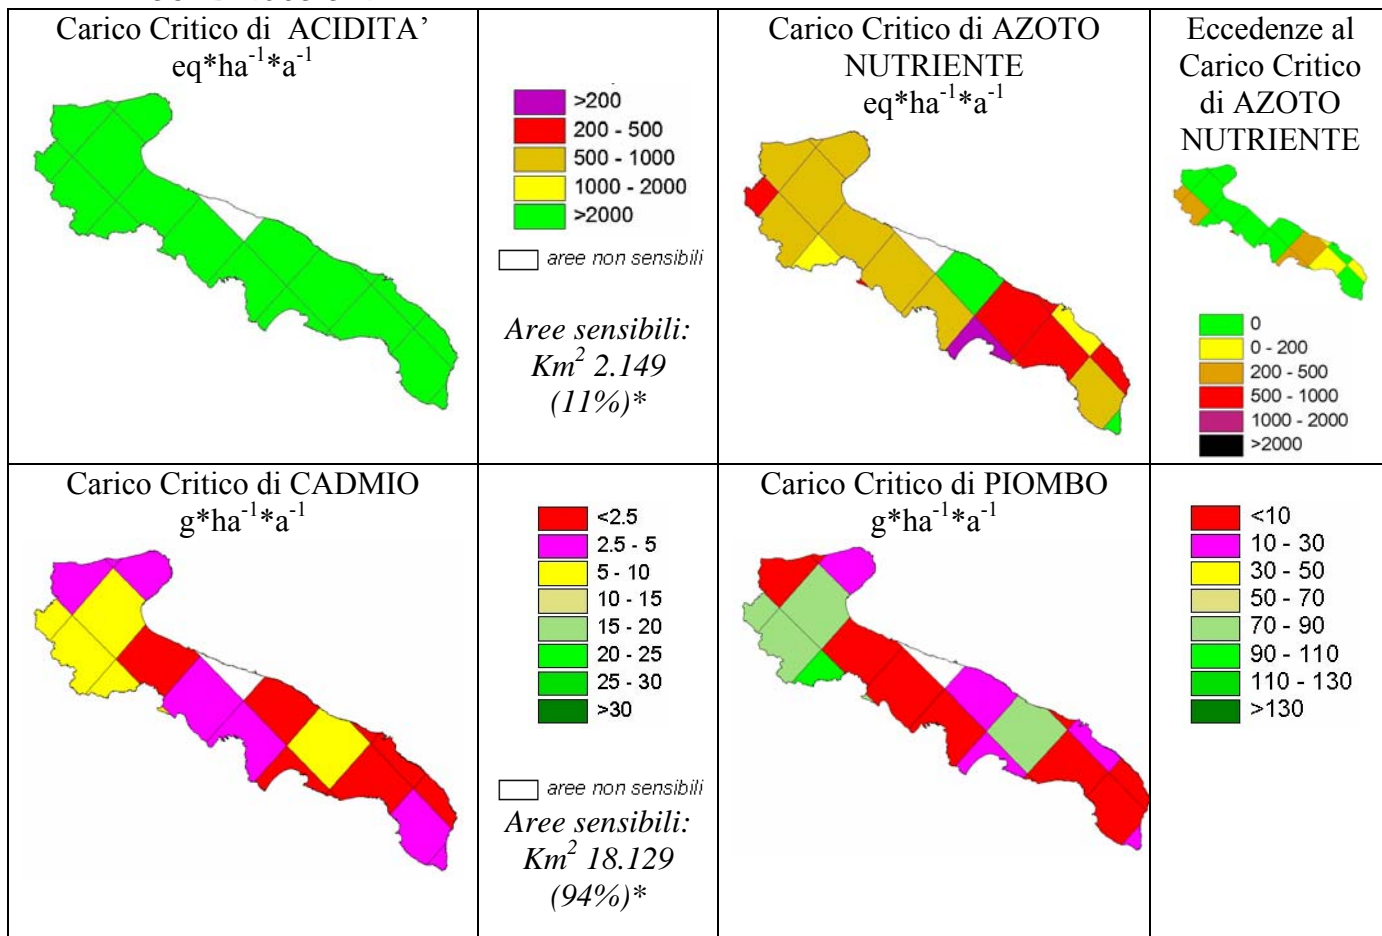 Carico Critico di ACIDITA’
eq*ha-1*a-1
>200
200 - 500
500 - 1000
1000 - 2000
>2000
aree non sensibili
Aree sensibili:
Km2 2.149
(11%)*
Carico Critico di AZOTO
NUTRIENTE
eq*ha-1*a-1
Eccedenze al
Carico Critico
di AZOTO
NUTRIENTE
0
0 - 200
200 - 500
500 - 1000
1000 - 2000
>2000
Carico Critico di CADMIO
g*ha-1*a-1
<2.5
2.5 - 5
5 - 10
10 - 15
15 - 20
20 - 25
25 - 30
>30
aree non sensibili
Aree sensibili:
Km2 18.129
(94%)*
Carico Critico di PIOMBO
g*ha-1*a-1
<10
10 - 30
30 - 50
50 - 70
70 - 90
90 - 110
110 - 130
>130